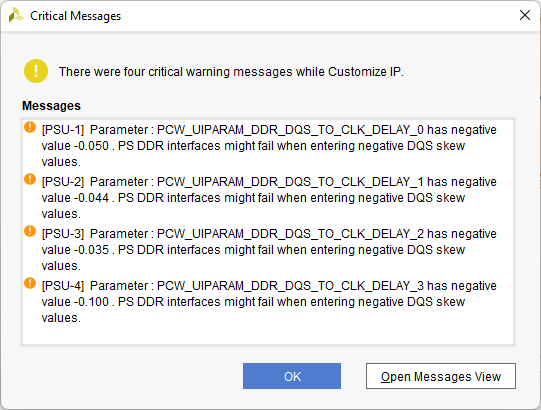 Critical Messages
There were four critical warning messages while Customize IP.
Messages
[PSU-1] Parameter : PCW_UIPARAM_DDR_DQS_TO_CLK_DELAY_0 has negative
value -0.050 . PS DDR interfaces might fail when entering negative DQS skew
values.
[PSU-2] Parameter : PCW_UIPARAM_DDR_DQS_TO_CLK_DELAY_1 has negative
value -0.044 . PS DDR interfaces might fail when entering negative DQS skew
values.
[PSU-3] Parameter : PCW_UIPARAM_DDR_DQS_TO_CLK_DELAY_2 has negative
value -0.035 . PS DDR interfaces might fail when entering negative DQS skew
values.
[PSU-4] Parameter : PCW_UIPARAM_DDR_DQS_TO_CLK_DELAY_3 has negative
value -0.100 . PS DDR interfaces might fail when entering negative DQS skew
values.
OK
Open Messages View